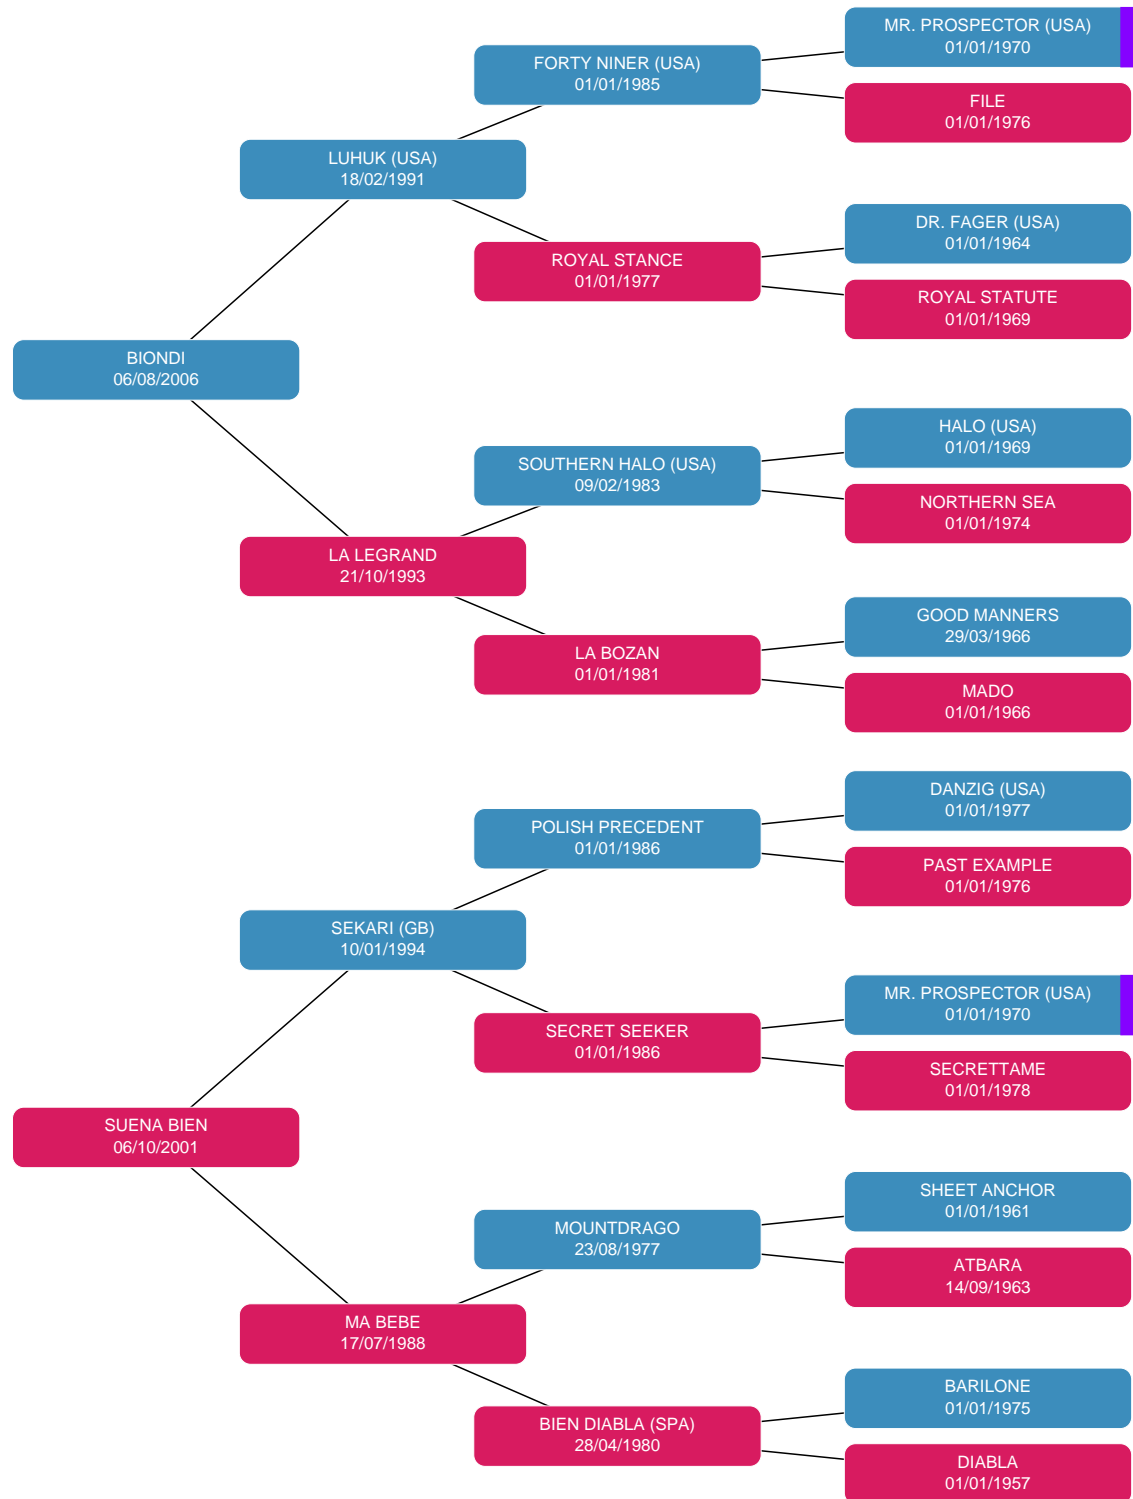 MR. PROSPECTOR (USA)
01/01/1970
FORTY NINER (USA)
01/01/1985
FILE
01/01/1976
LUHUK (USA)
18/02/1991
DR. FAGER (USA)
01/01/1964
ROYAL STANCE
01/01/1977
ROYAL STATUTE
01/01/1969
BIONDI
06/08/2006
HALO (USA)
01/01/1969
SOUTHERN HALO (USA)
09/02/1983
NORTHERN SEA
01/01/1974
LA LEGRAND
21/10/1993
GOOD MANNERS
29/03/1966
LA BOZAN
01/01/1981
MADO
01/01/1966
DANZIG (USA)
01/01/1977
POLISH PRECEDENT
01/01/1986
PAST EXAMPLE
01/01/1976
SEKARI (GB)
10/01/1994
MR. PROSPECTOR (USA)
01/01/1970
SECRET SEEKER
01/01/1986
SECRETTAME
01/01/1978
SUENA BIEN
06/10/2001
SHEET ANCHOR
01/01/1961
MOUNTDRAGO
23/08/1977
ATBARA
14/09/1963
MA BEBE
17/07/1988
BARILONE
01/01/1975
BIEN DIABLA (SPA)
28/04/1980
DIABLA
01/01/1957